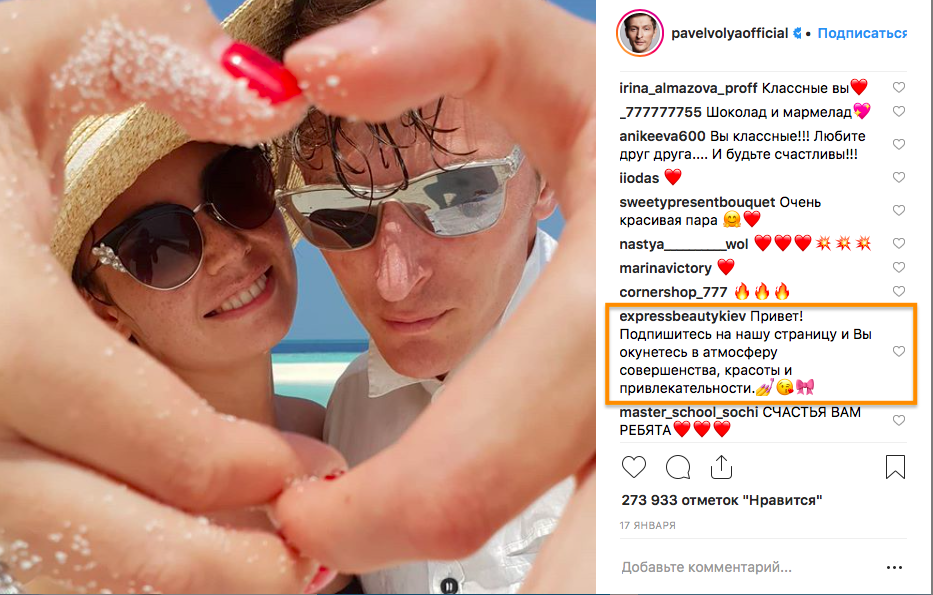 pavelvolyaofficial • Подписаться
irina_almazova_proff Классные вы❤️
_777777755 Шоколад и мармелад💖
anikeeva600 Вы классные!!! Любите
друг друга.... И будьте счастливы!!!
iiodas ❤️
sweetypresentbouquet Очень
красивая пара 🤗❤️
nastya__________wol ❤️❤️❤️💥💥💥
marinavictory ❤️
cornershop_777 🔥🔥🔥
expressbeautykiev Привет!
Подпишитесь на нашу страницу и Вы
окунетесь в атмосферу
совершенства, красоты и
привлекательности.💅😘🎀
master_school_sochi СЧАСТЬЯ ВАМ
РЕБЯТА❤️❤️❤️
273 933 отметок "Нравится"
17 ЯНВАРЯ
Добавьте комментарий...